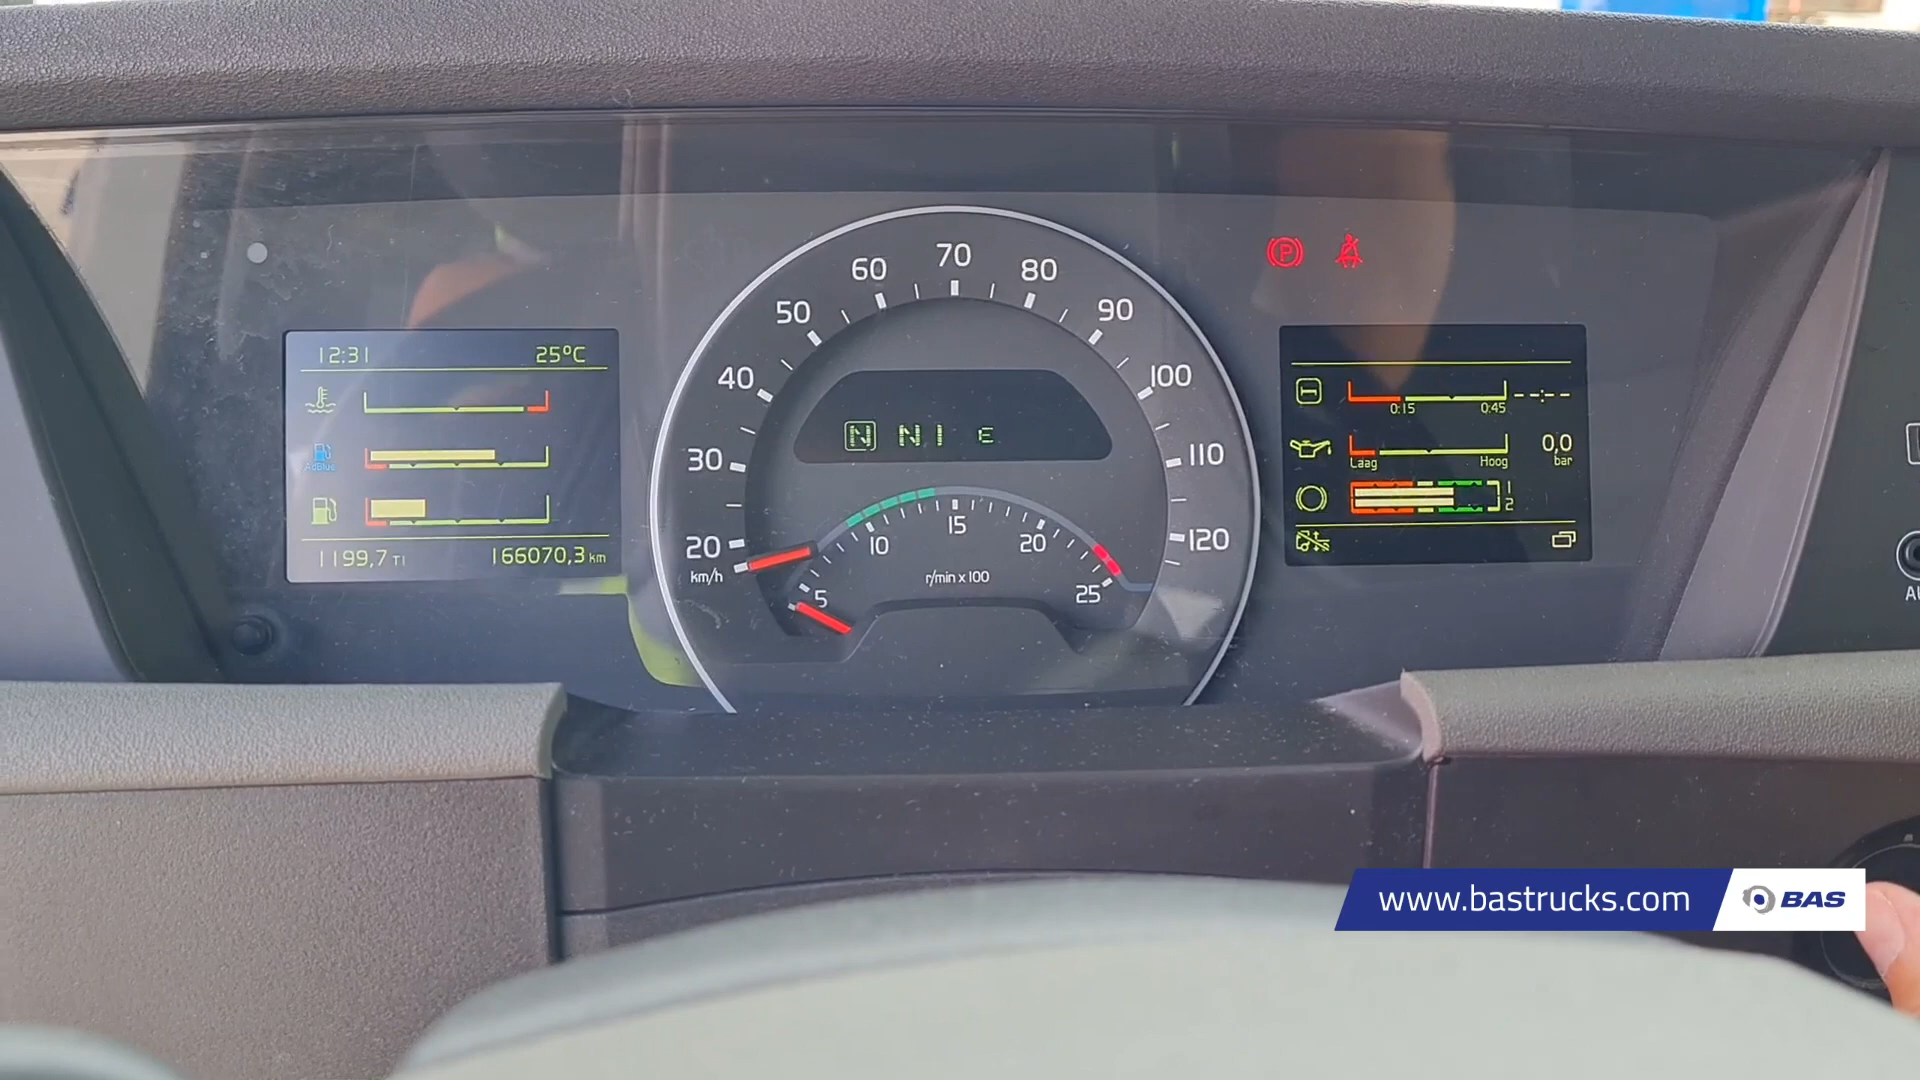 12:31 25°C
AdBlue
1199,7 T1 166070,3 km
20 30 40 50 60 70 80 90 100 110 120
km/h
N N1 E
5 10 15 20 25
r/min x 100
P
0:15 0:45 --:--
Laag Hoog 0,0 bar
1
2
www.bastrucks.com BAS